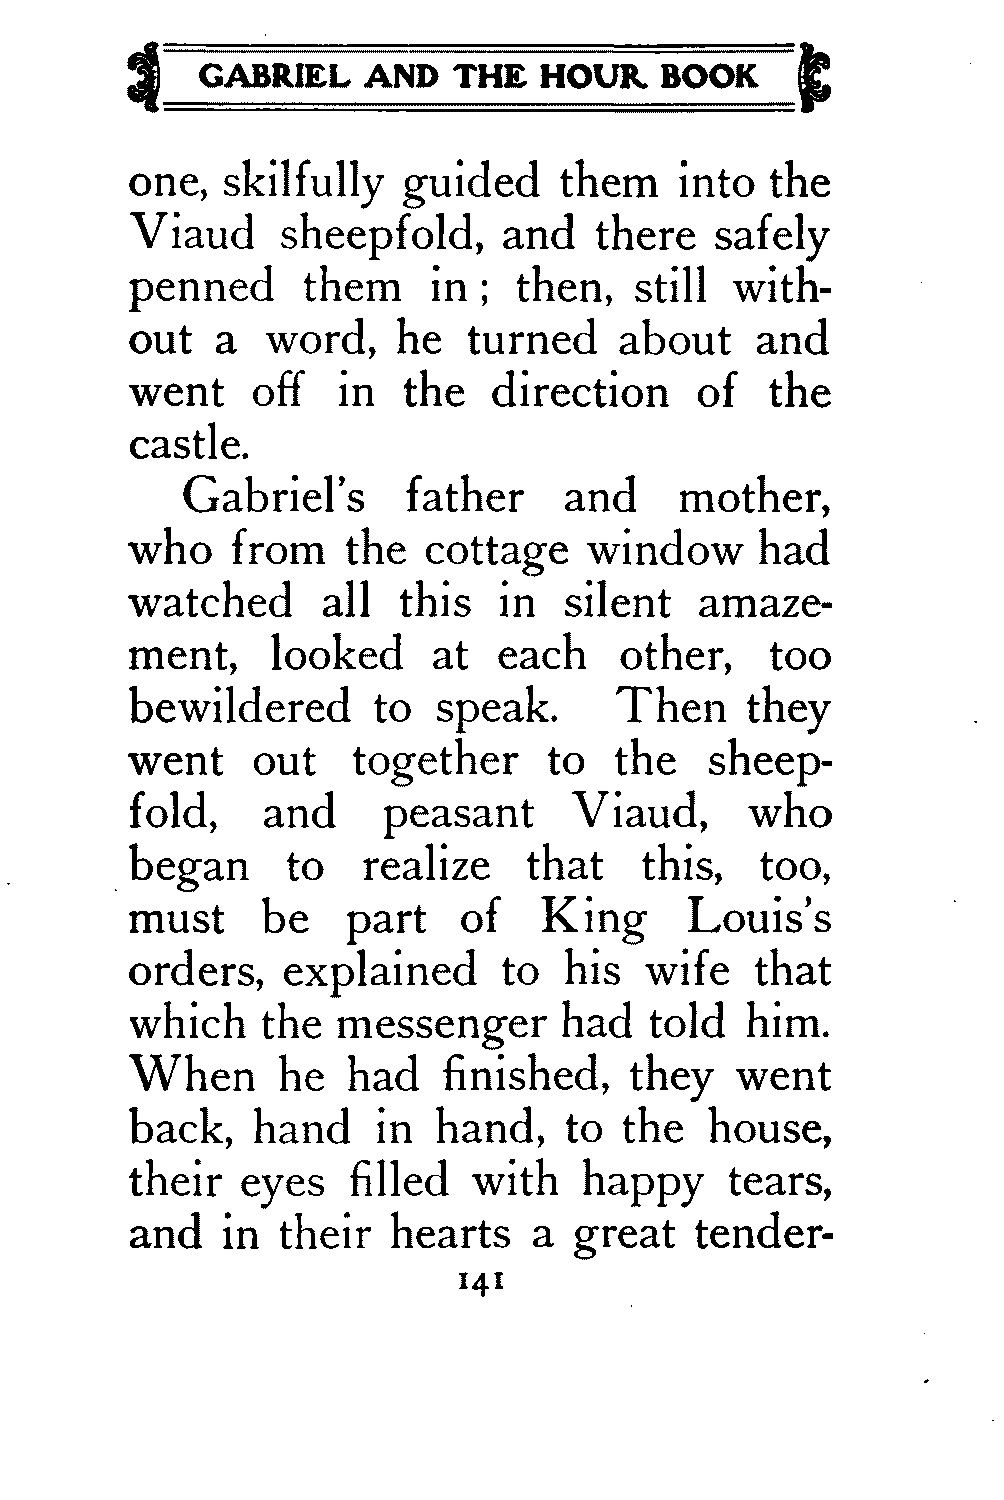 GABRIEL AND THE HOUR BOOK
one, skilfully guided them into the
Viaud sheepfold, and there safely
penned them in ; then, still with-
out a word, he turned about and
went off in the direction of the
castle.
Gabriel's father and mother,
who from the cottage window had
watched all this in silent amaze-
ment, looked at each other, too
bewildered to speak. Then they
went out together to the sheep-
fold, and peasant Viaud, who
began to realize that this, too,
must be part of King Louis's
orders, explained to his wife that
which the messenger had told him.
When he had finished, they went
back, hand in hand, to the house,
their eyes filled with happy tears,
and in their hearts a great tender-
141